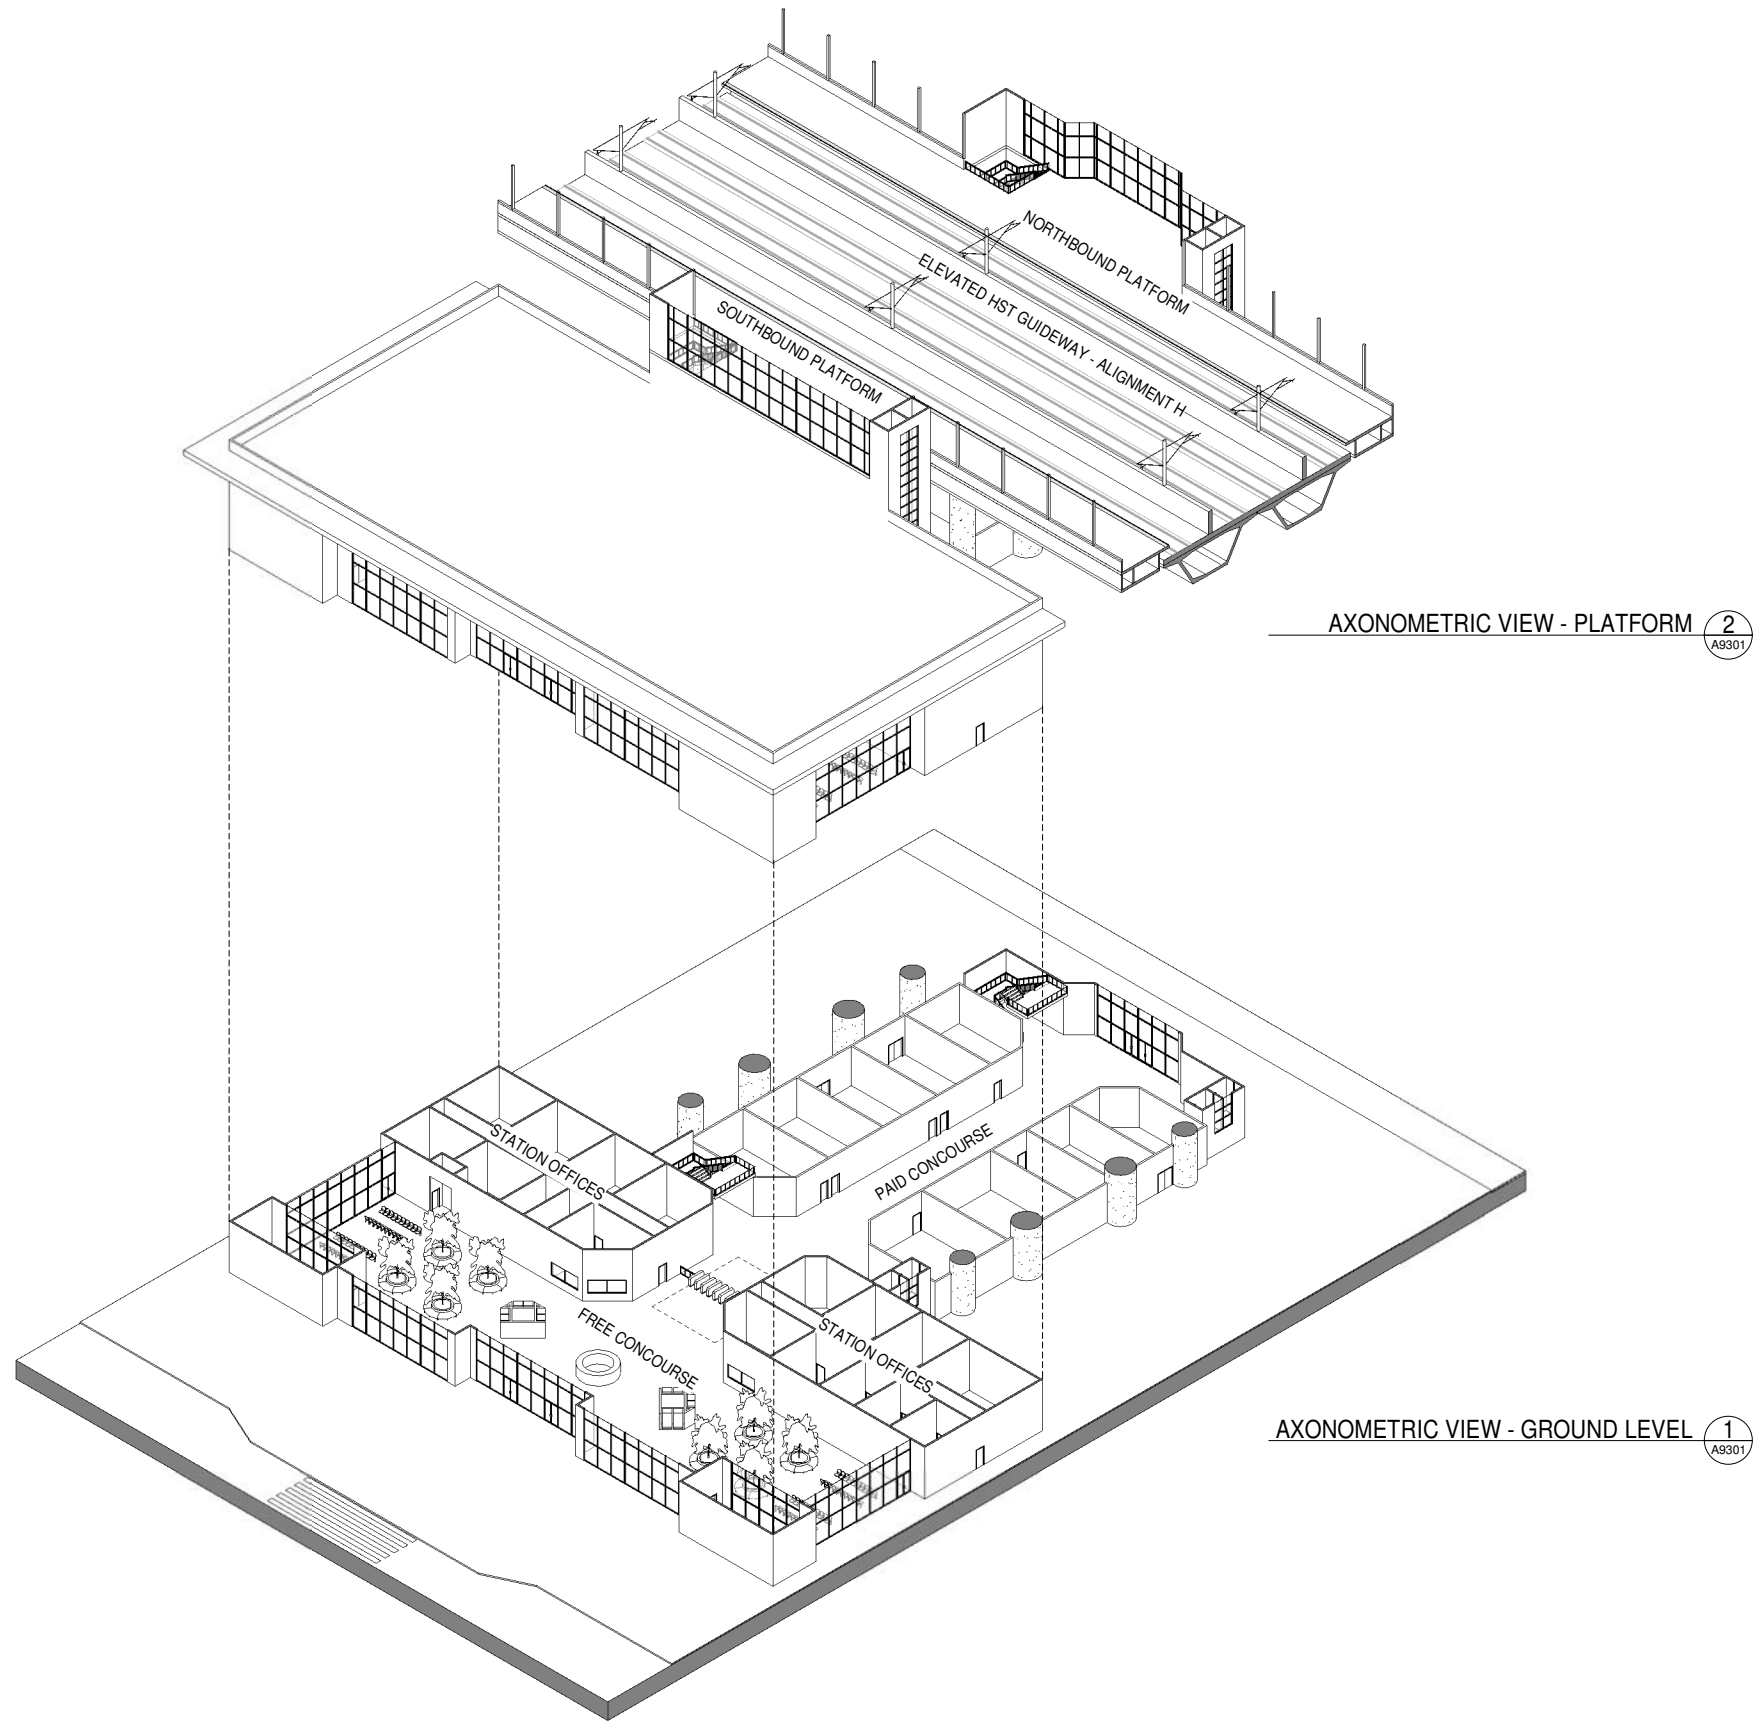 NORTHBOUND PLATFORM
ELEVATED HST GUIDEWAY - ALIGNMENT H
SOUTHBOUND PLATFORM
AXONOMETRIC VIEW - PLATFORM
2
A9301
STATION OFFICES
PAID CONCOURSE
FREE CONCOURSE
STATION OFFICES
AXONOMETRIC VIEW - GROUND LEVEL
1
A9301